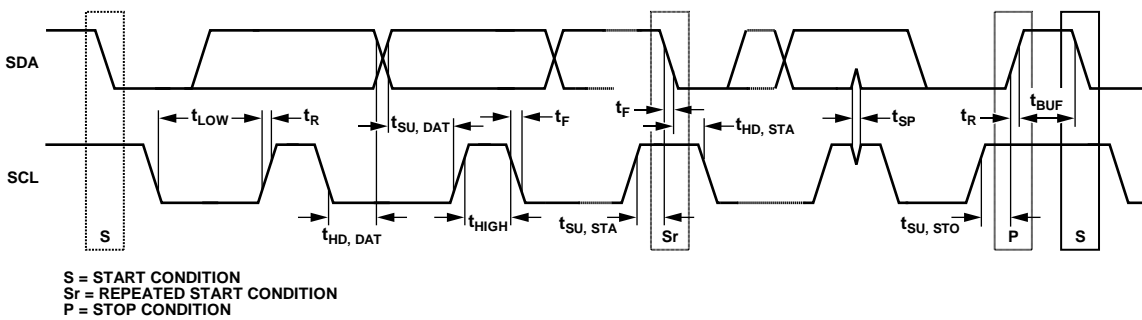 SDA
tLOW
tR
tSU, DAT
tF
tF
tHD, STA
tSP
tR
tBUF
SCL
tHD, DAT
tHIGH
tSU, STA
tSU, STO
S
Sr
P
S
S = START CONDITION
Sr = REPEATED START CONDITION
P = STOP CONDITION